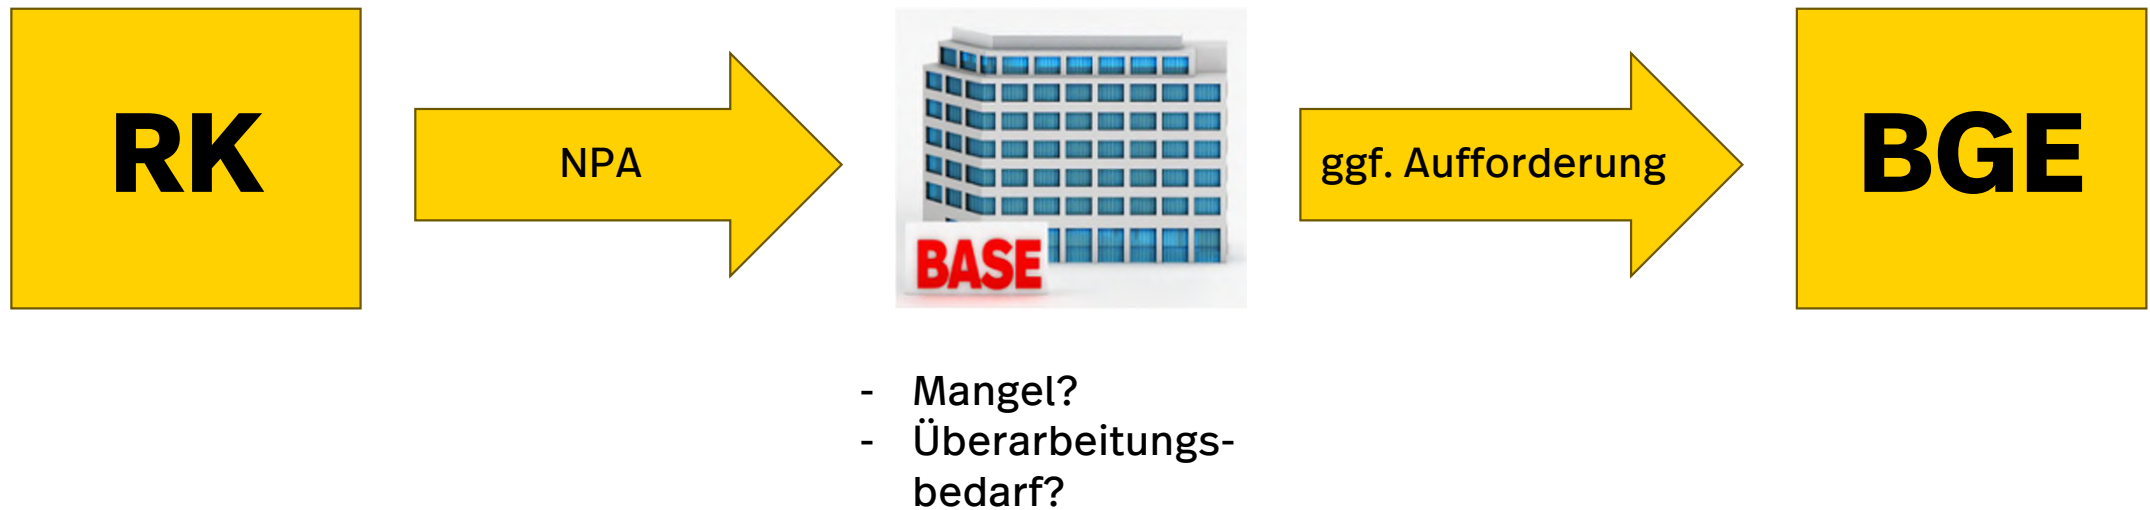 RK
NPA
BASE
ggf. Aufforderung
BGE
- Mangel?
- Überarbeitungs-
bedarf?